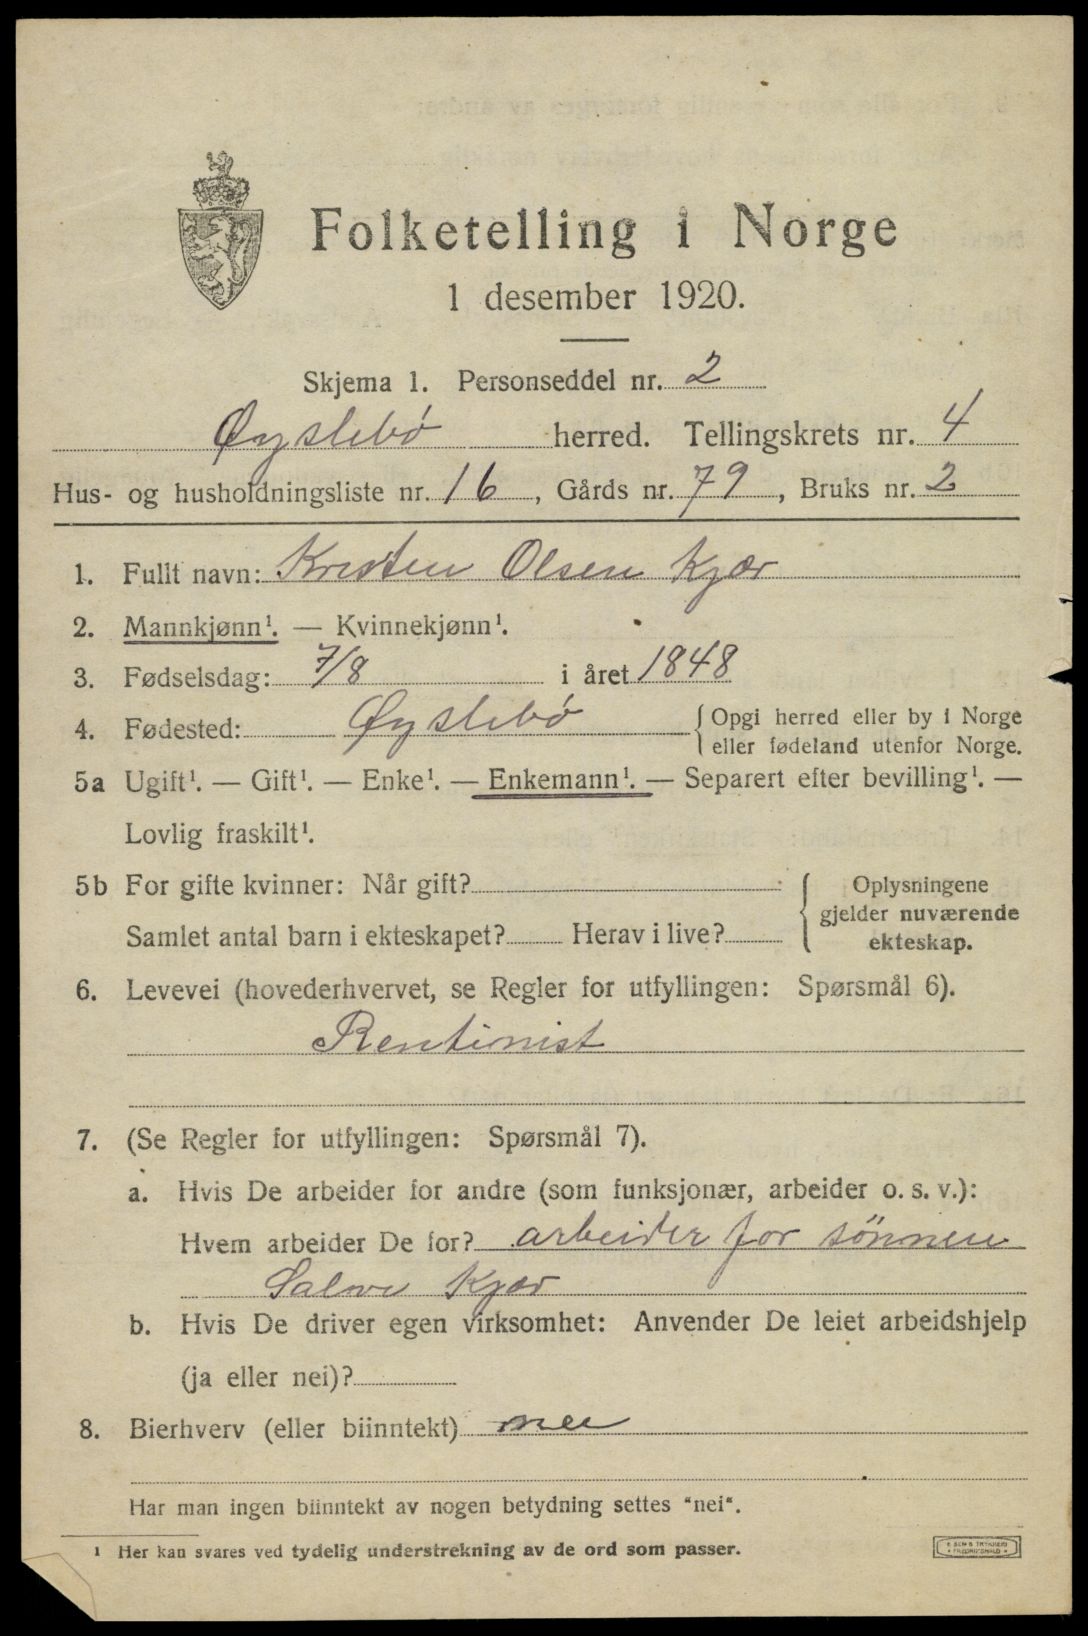 Folketelling i Norge
1 desember 1920.
Skjema 1. Personseddel nr. 2
Øyslebö herred. Tellingskrets nr. 4
Hus- og husholdningsliste nr. 16, Gårds nr. 79, Bruks nr. 2
1. Fullt navn: Kristen Olsen Kjær
2. Mannkjønn¹. — Kvinnekjønn¹.
3. Fødselsdag: 7/8 i året 1848
4. Fødested: Øyslebö {Opgi herred eller by i Norge
eller fødeland utenfor Norge.
5a Ugift¹. — Gift¹. — Enke¹. — Enkemann¹. — Separert efter bevilling¹. —
Lovlig fraskilt¹.
5b For gifte kvinner: Når gift? { Oplysningene
gjelder nuværende
Samlet antal barn i ekteskapet? Herav i live? ekteskap.
6. Levevei (hovederhvervet, se Regler for utfyllingen: Spørsmål 6).
Rentinist
7. (Se Regler for utfyllingen: Spørsmål 7).
a. Hvis De arbeider for andre (som funksjonær, arbeider o. s. v.):
Hvem arbeider De for? arbeider for sönnen
Salve Kjær
b. Hvis De driver egen virksomhet: Anvender De leiet arbeidshjelp
(ja eller nei)?
8. Bierhverv (eller biinntekt) nei
Har man ingen biinntekt av nogen betydning settes "nei".
¹ Her kan svares ved tydelig understrekning av de ord som passer.